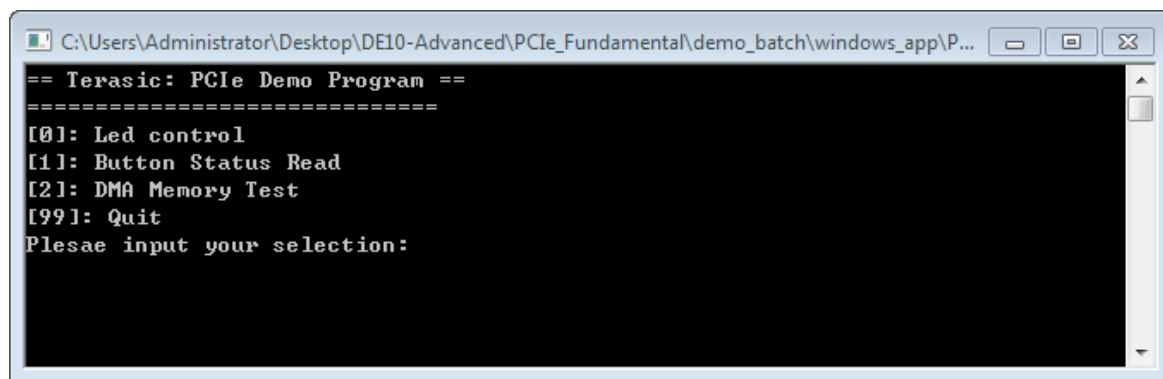 C:\Users\Administrator\Desktop\DE10-Advanced\PCIe_Fundamental\demo_batch\windows_app\P...
== Terasic: PCIe Demo Program ==
==============================
[0]: Led control
[1]: Button Status Read
[2]: DMA Memory Test
[99]: Quit
Plesae input your selection: